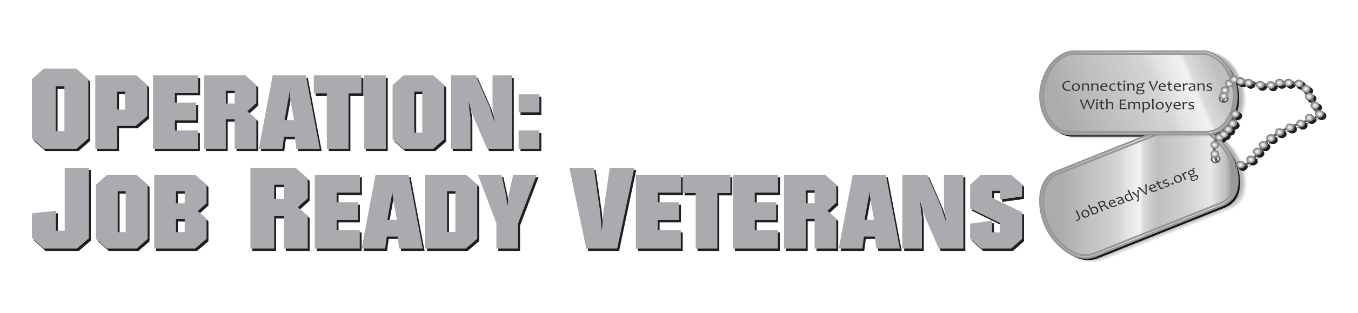 OPERATION:
JOB READY VETERANS
Connecting Veterans
With Employers
JobReadyVets.org